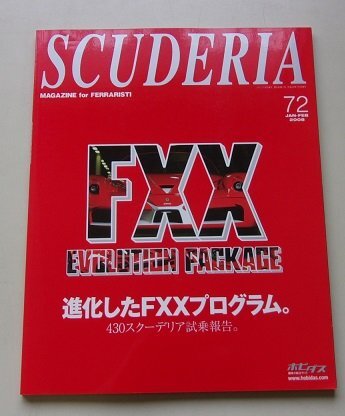 SCUDERIA
MAGAZINE for FERRARISTI
72
JAN-FEB
2008
FXX
EVOLUTION PACKAGE
進化したFXXプログラム。
430スクーデリア試乗報告。
ホビダス
www.hobidas.com